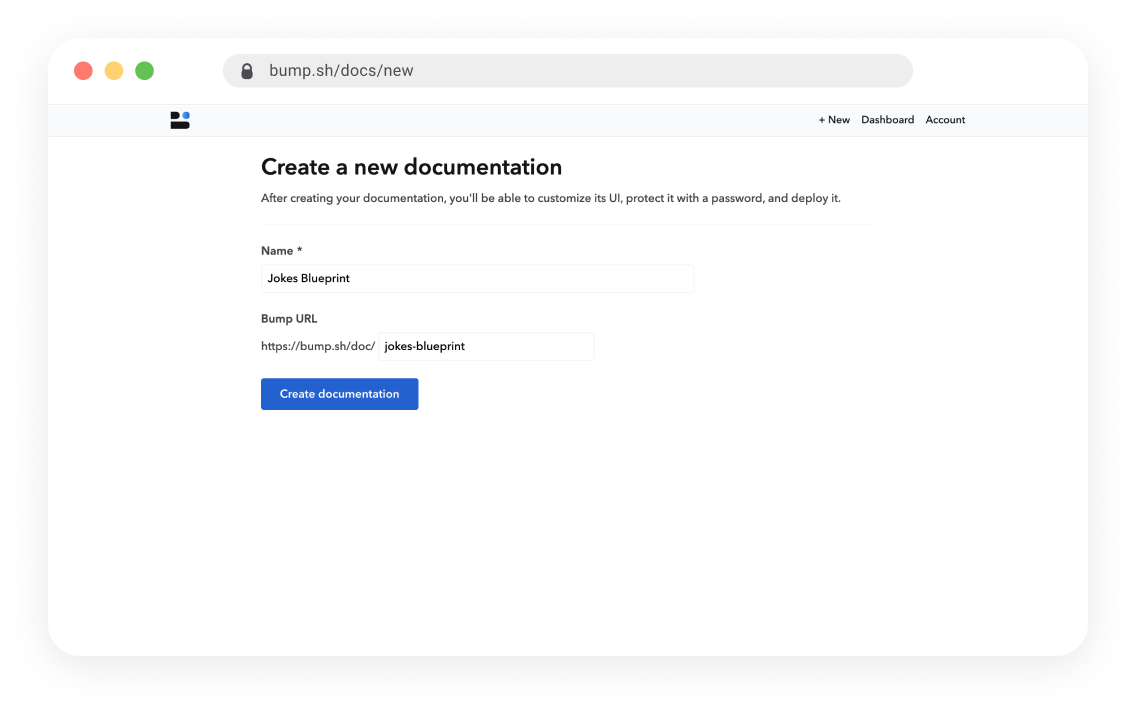 bump.sh/docs/new
+ New Dashboard Account
Create a new documentation
After creating your documentation, you'll be able to customize its UI, protect it with a password, and deploy it.
Name *
Jokes Blueprint
Bump URL
https://bump.sh/doc/ jokes-blueprint
Create documentation